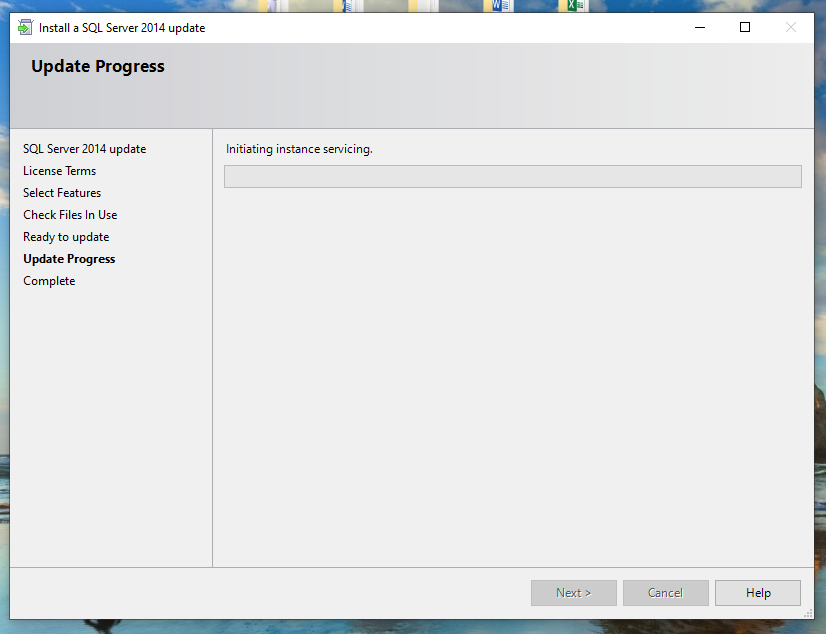 Install a SQL Server 2014 update
Update Progress
SQL Server 2014 update
License Terms
Select Features
Check Files In Use
Ready to update
Update Progress
Complete
Initiating instance servicing.
Next >
Cancel
Help